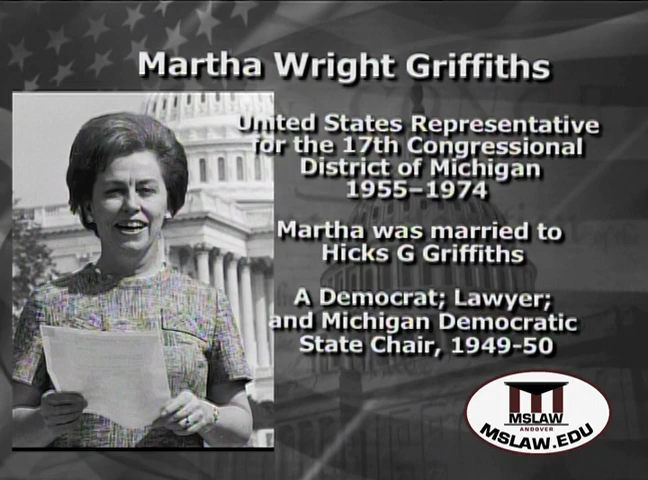 Martha Wright Griffiths
United States Representative
for the 17th Congressional
District of Michigan
1955–1974
Martha was married to
Hicks G Griffiths
A Democrat; Lawyer;
and Michigan Democratic
State Chair, 1949-50
MSLAW
ANDOVER
MSLAW.EDU